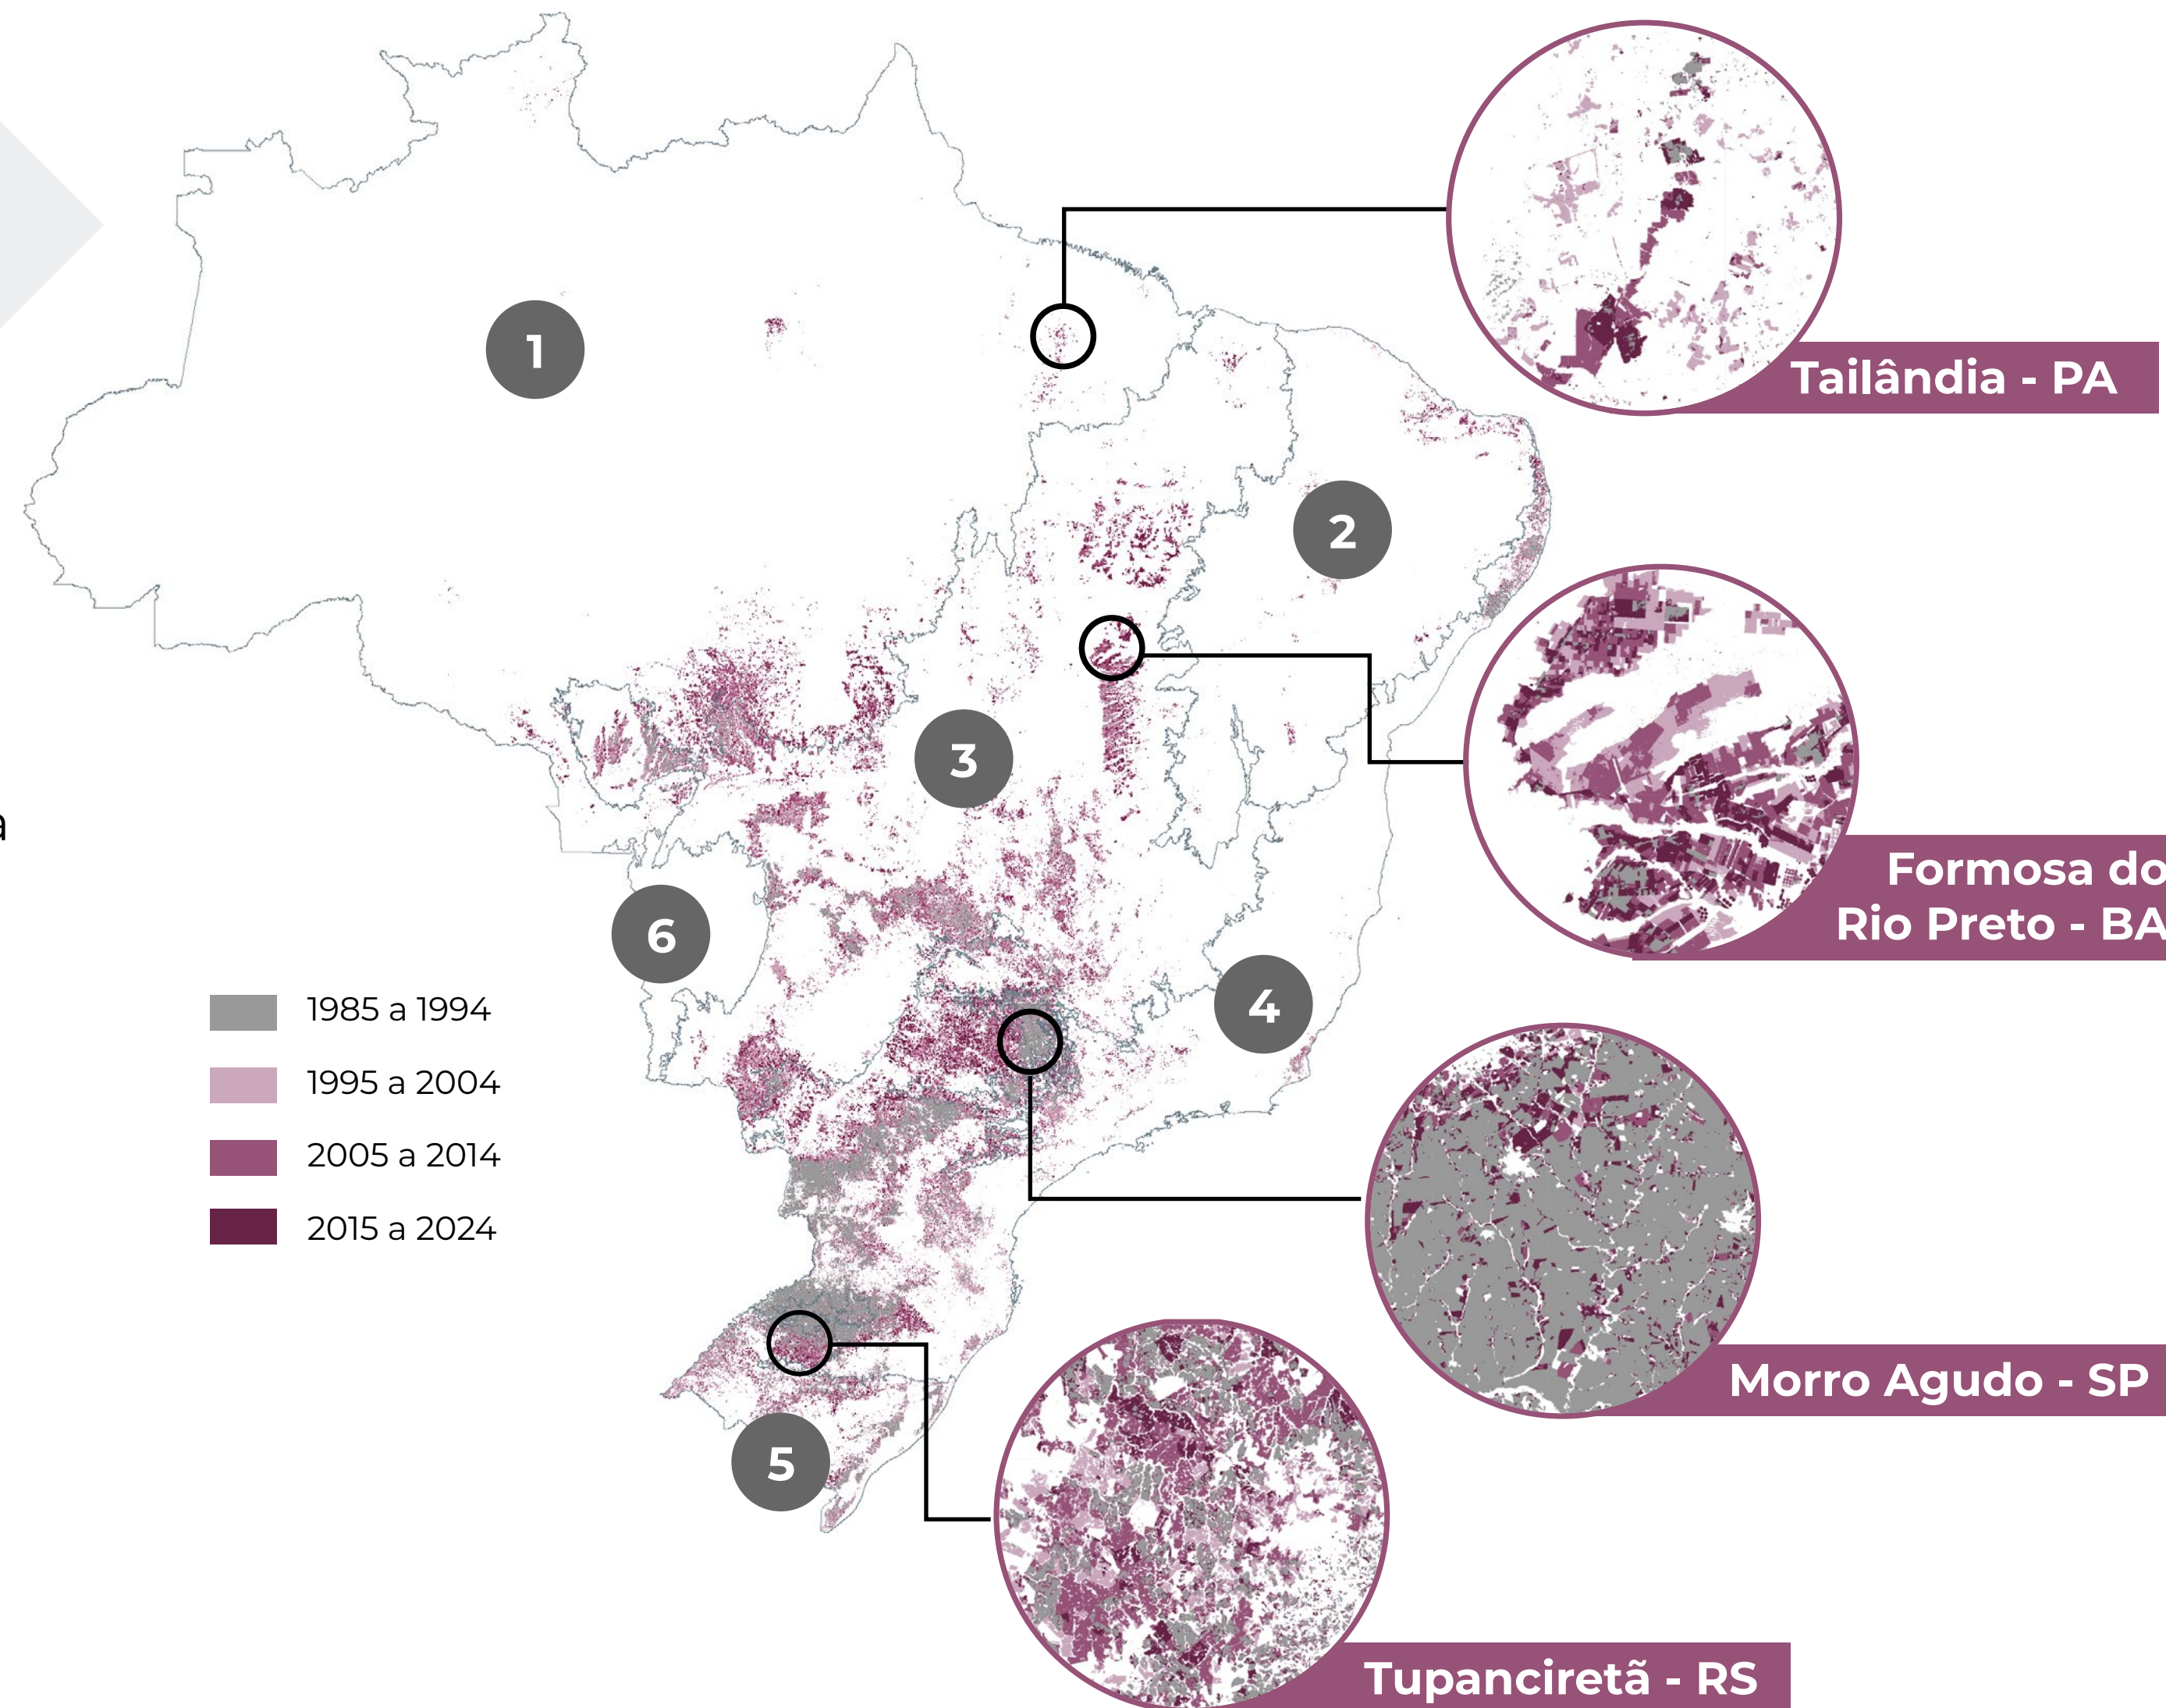 1
2
3
4
5
6
a
1985 a 1994
1995 a 2004
2005 a 2014
2015 a 2024
Tailândia - PA
Formosa do
Rio Preto - BA
Morro Agudo - SP
Tupanciretã - RS